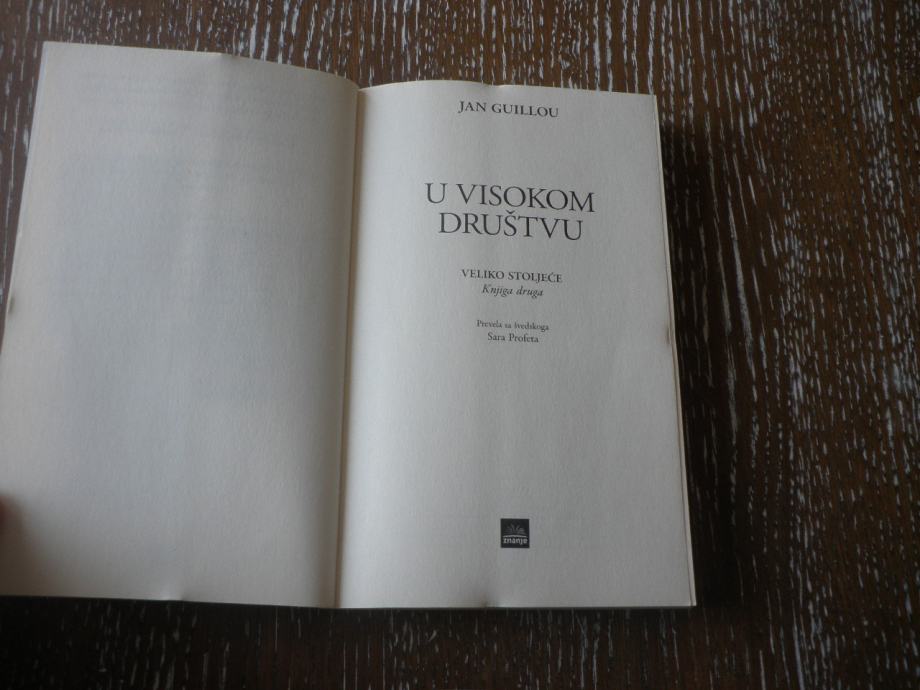 JAN GUILLOU
U VISOKOM
DRUŠTVU
VELIKO STOLJEĆE
Knjiga druga
Prevela sa švedskoga
Sara Profeta
znanje